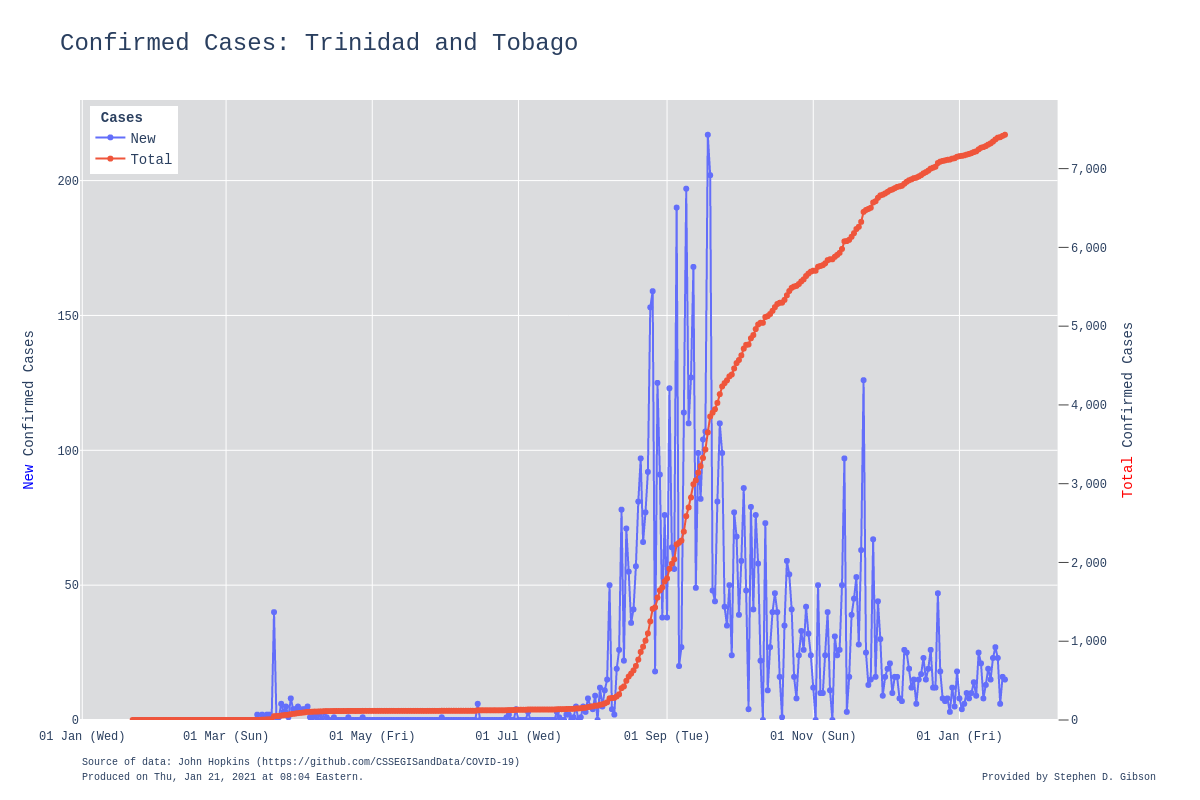 Confirmed Cases: Trinidad and Tobago
Cases
New
Total
200
150
100
50
0
7,000
6,000
5,000
4,000
3,000
2,000
1,000
0
New Confirmed Cases
Total Confirmed Cases
01 Jan (Wed)
01 Mar (Sun)
01 May (Fri)
01 Jul (Wed)
01 Sep (Tue)
01 Nov (Sun)
01 Jan (Fri)
Source of data: John Hopkins (https://github.com/CSSEGISandData/COVID-19)
Produced on Thu, Jan 21, 2021 at 08:04 Eastern.
Provided by Stephen D. Gibson